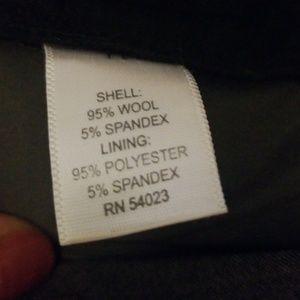 SHELL:
95% WOOL
5% SPANDEX
LINING:
95% POLYESTER
5% SPANDEX
RN 54023